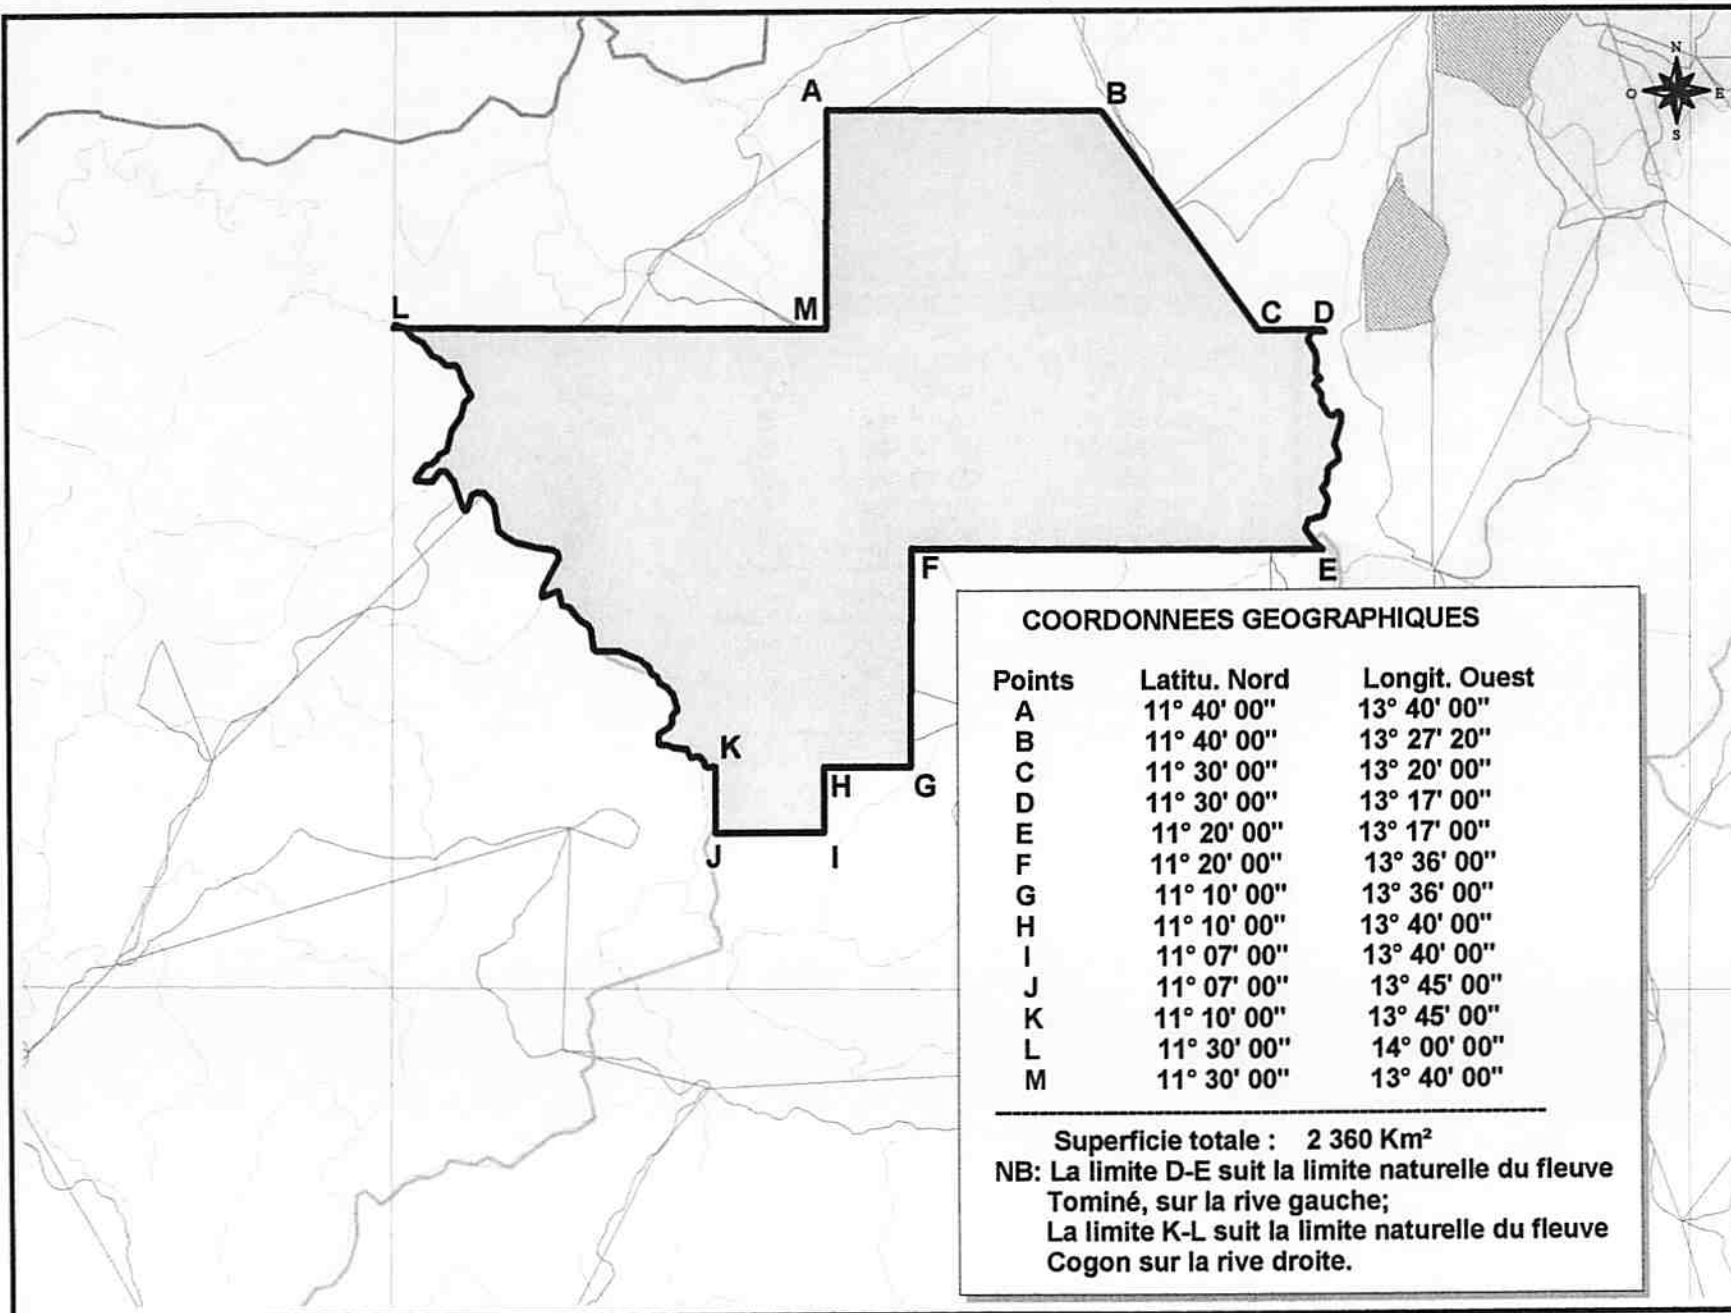 N
O E
S
A B
L M C D
F E
K H G
J I
COORDONNEES GEOGRAPHIQUES
Points Latitu. Nord Longit. Ouest
A 11° 40' 00" 13° 40' 00"
B 11° 40' 00" 13° 27' 20"
C 11° 30' 00" 13° 20' 00"
D 11° 30' 00" 13° 17' 00"
E 11° 20' 00" 13° 17' 00"
F 11° 20' 00" 13° 36' 00"
G 11° 10' 00" 13° 36' 00"
H 11° 10' 00" 13° 40' 00"
I 11° 07' 00" 13° 40' 00"
J 11° 07' 00" 13° 45' 00"
K 11° 10' 00" 13° 45' 00"
L 11° 30' 00" 14° 00' 00"
M 11° 30' 00" 13° 40' 00"
Superficie totale : 2 360 Km²
NB: La limite D-E suit la limite naturelle du fleuve
Tominé, sur la rive gauche;
La limite K-L suit la limite naturelle du fleuve
Cogon sur la rive droite.